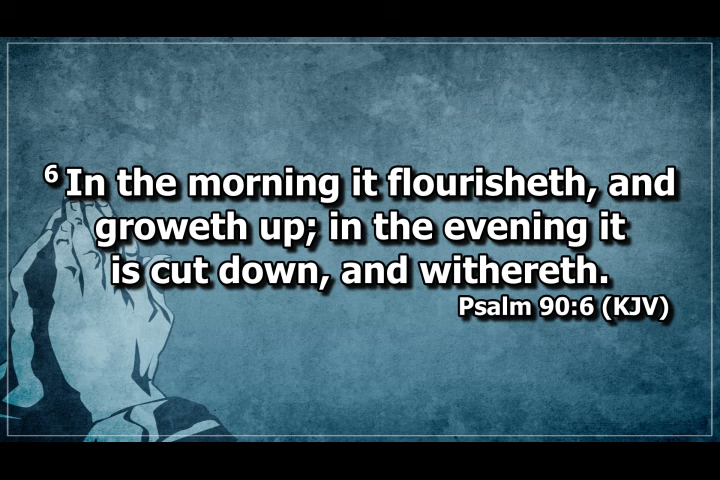 6 In the morning it flourisheth, and
groweth up; in the evening it
is cut down, and withereth.
Psalm 90:6 (KJV)